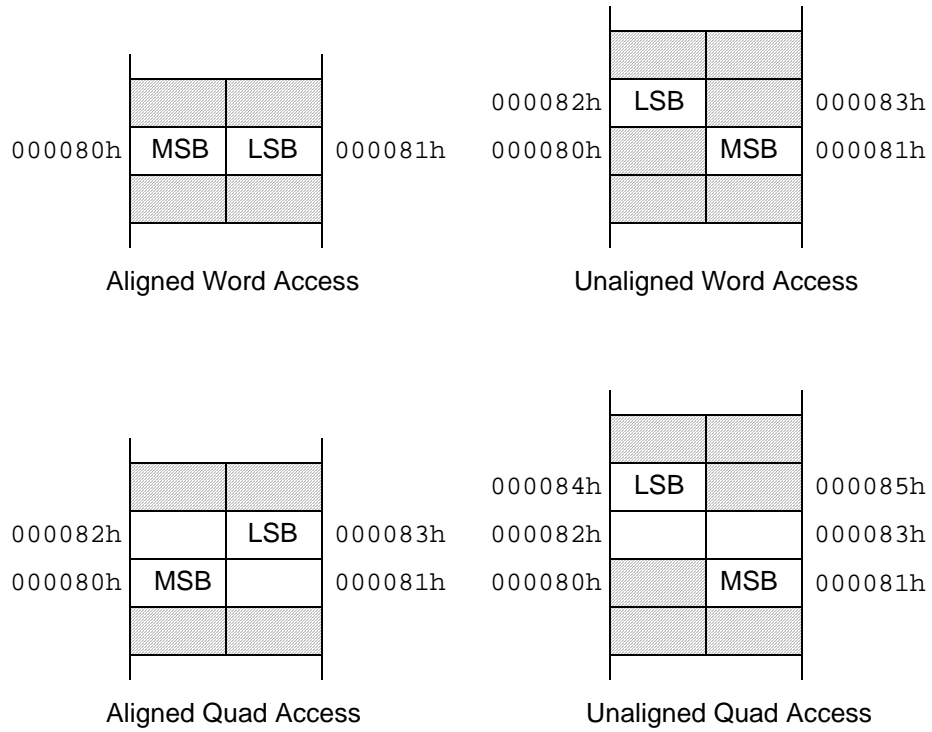 000080h MSB LSB 000081h
Aligned Word Access
000082h LSB 000083h
000080h MSB 000081h
Unaligned Word Access
000082h LSB 000083h
000080h MSB 000081h
Aligned Quad Access
000084h LSB 000085h
000082h 000083h
000080h MSB 000081h
Unaligned Quad Access